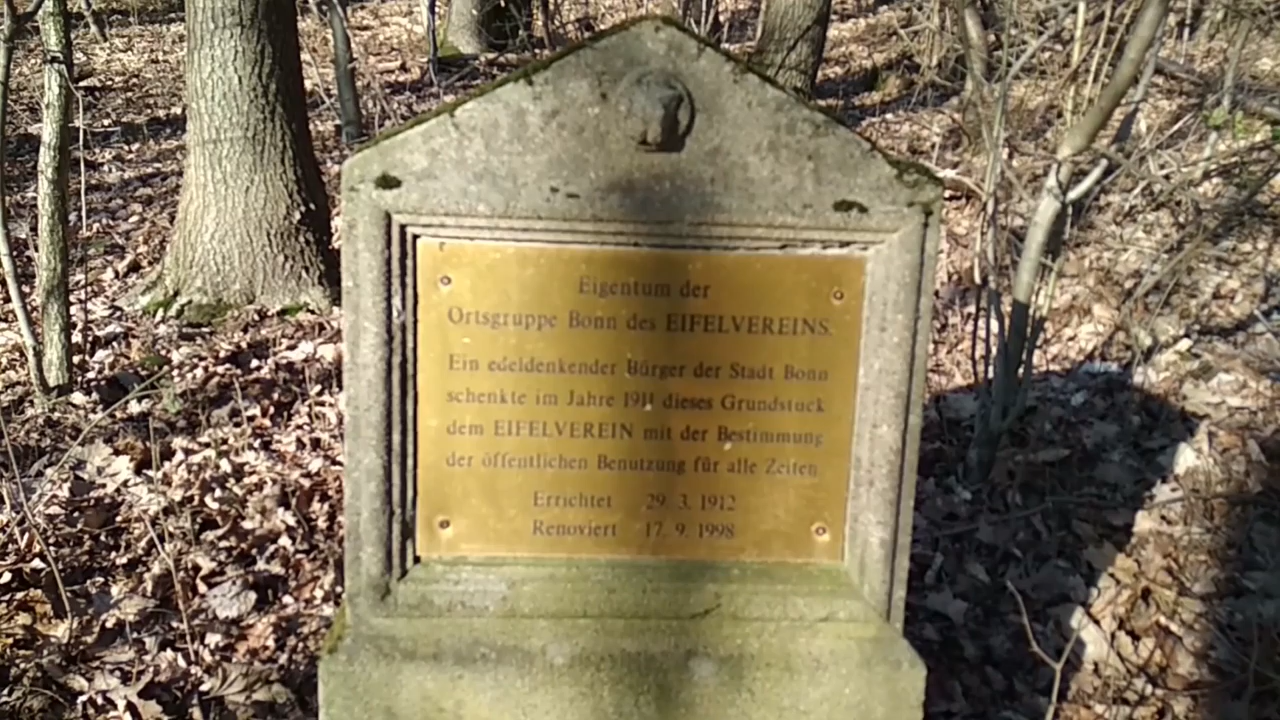 Eigentum der
Ortsgruppe Bonn des EIFELVEREINS.
Ein edeldenkender Bürger der Stadt Bonn
schenkte im Jahre 1911 dieses Grundstück
dem EIFELVEREIN mit der Bestimmung
der öffentlichen Benutzung für alle Zeiten
Errichtet 29. 3. 1912
Renoviert 17. 9. 1998